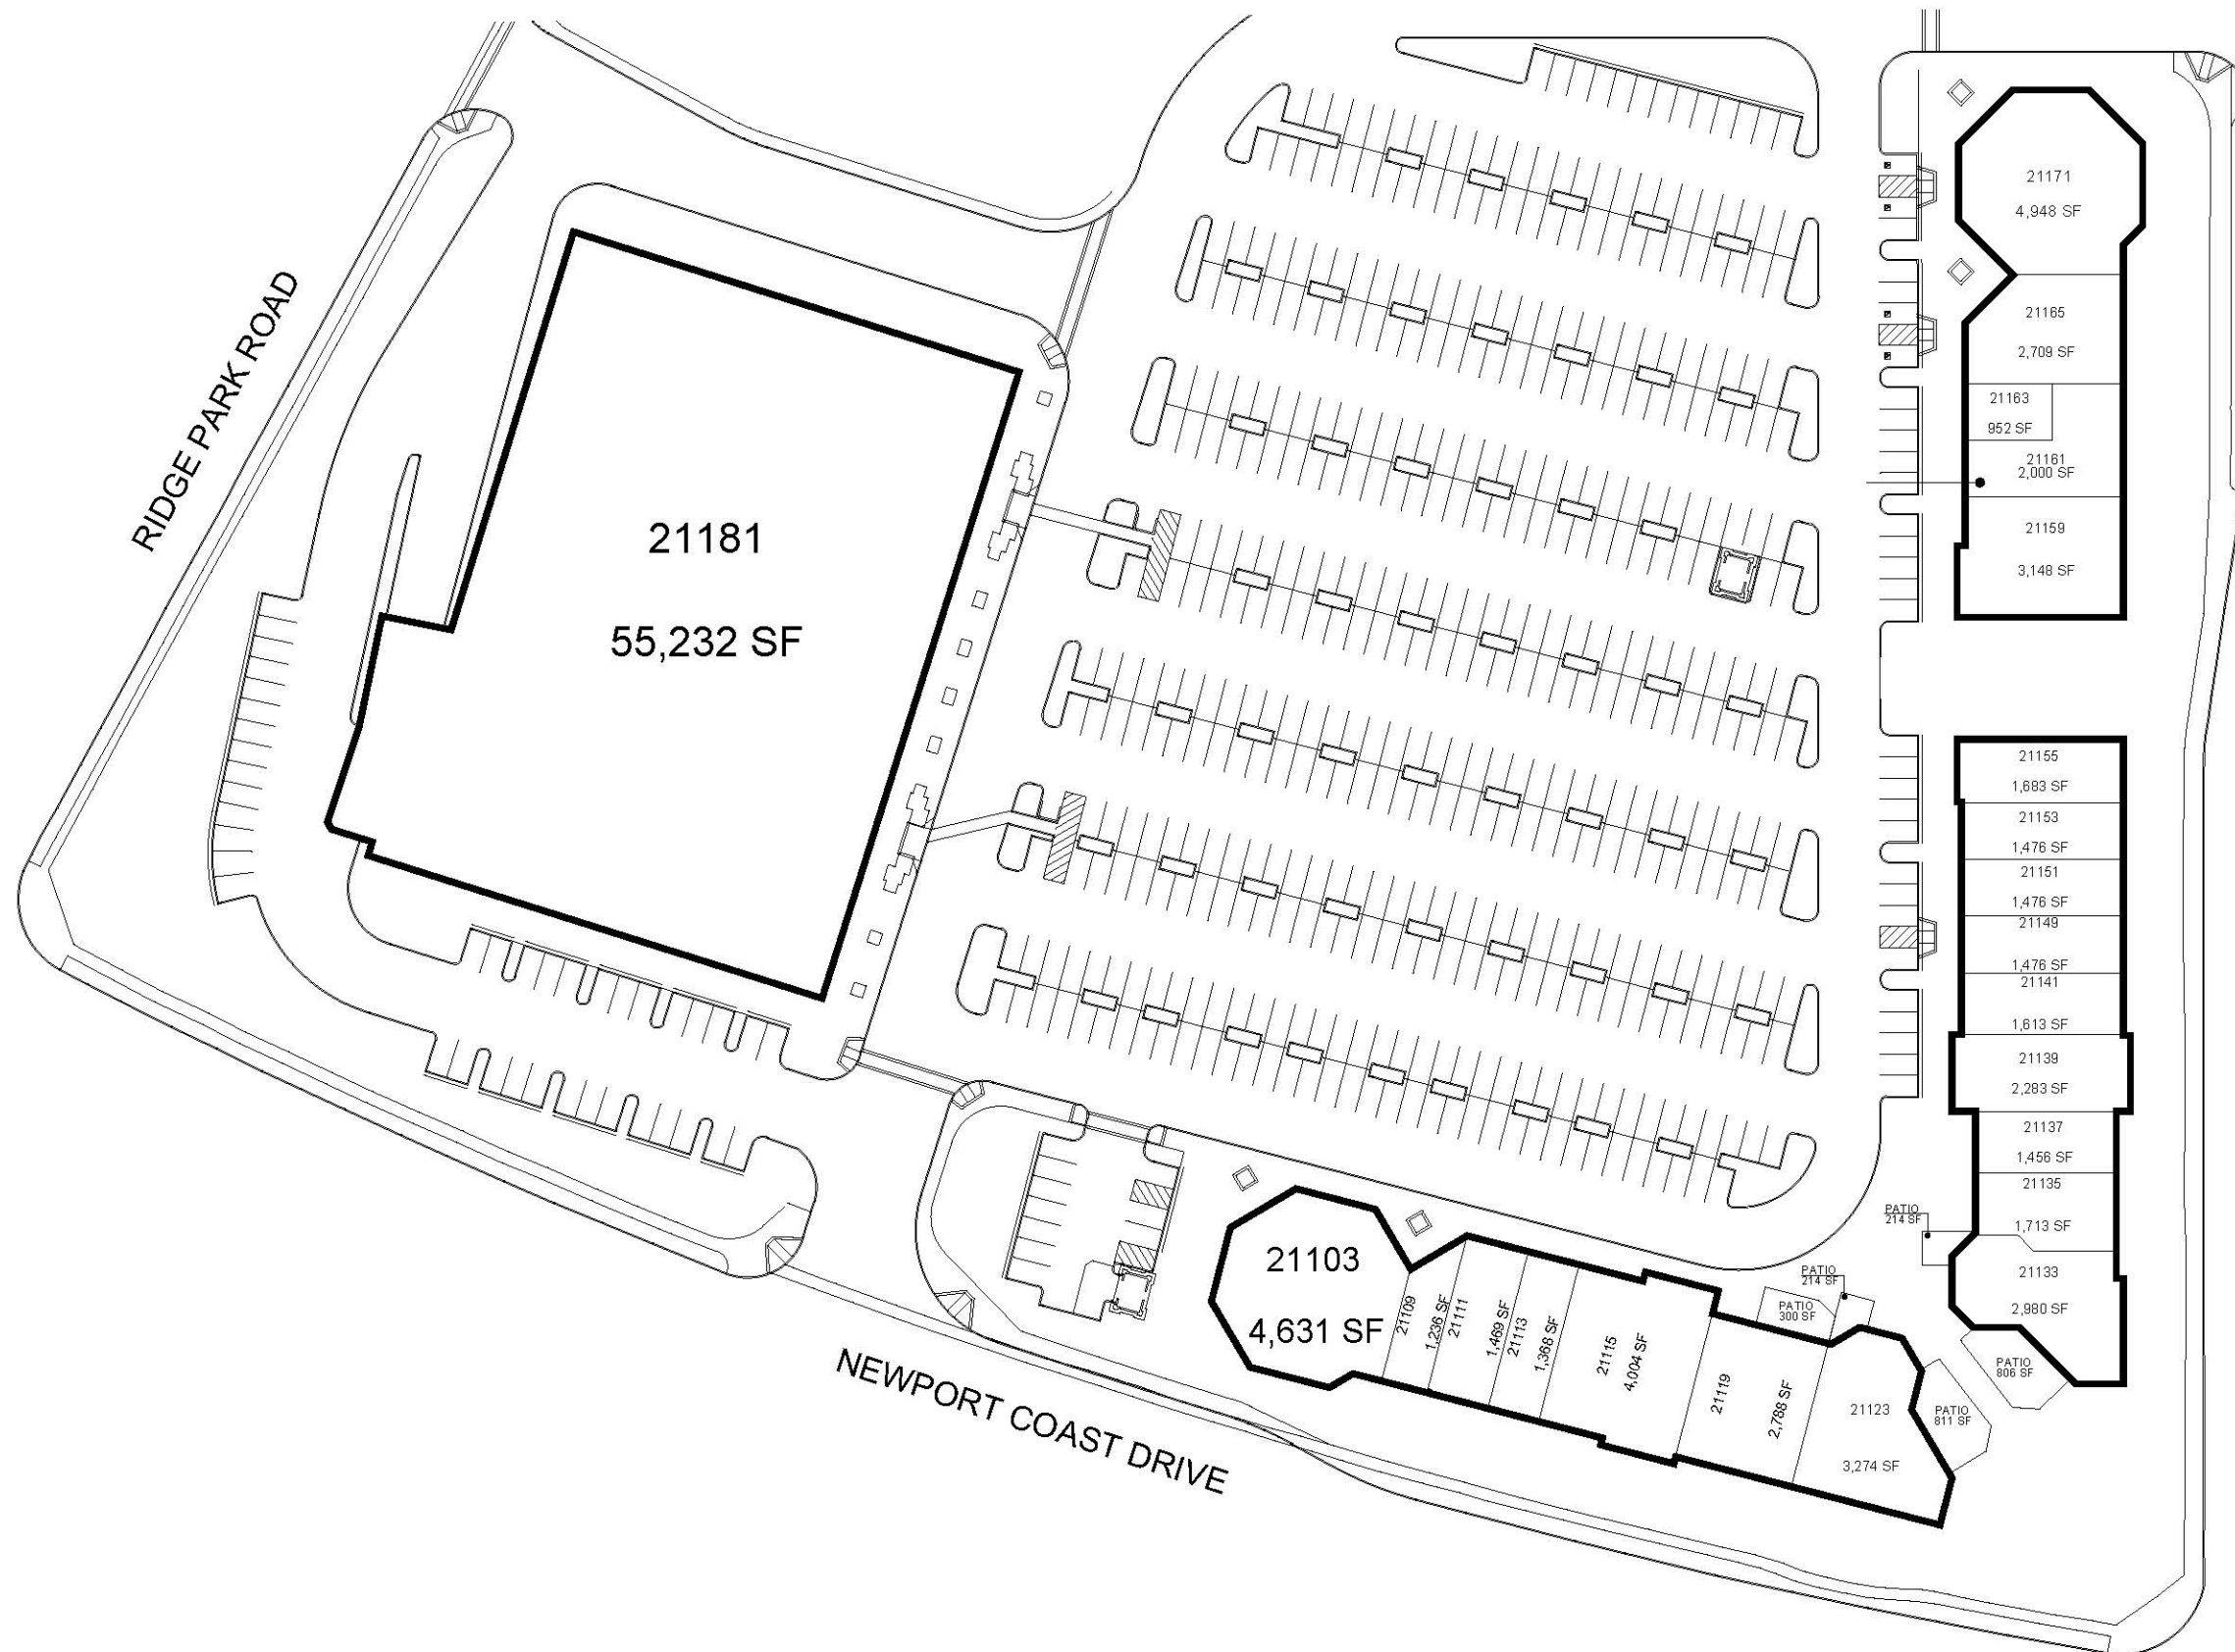 RIDGE PARK ROAD
21181
55,232 SF
21171
4,948 SF
21165
2,709 SF
21163
952 SF
21161
2,000 SF
21159
3,148 SF
21155
1,683 SF
21153
1,476 SF
21151
1,476 SF
21149
1,476 SF
21141
1,613 SF
21139
2,283 SF
21137
1,456 SF
21135
1,713 SF
PATIO
214 SF
21133
2,980 SF
PATIO
806 SF
21103
4,631 SF
21109
1,236 SF
21111
1,469 SF
21113
1,368 SF
21115
4,004 SF
21119
2,788 SF
PATIO
300 SF
PATIO
214 SF
21123
3,274 SF
PATIO
811 SF
NEWPORT COAST DRIVE